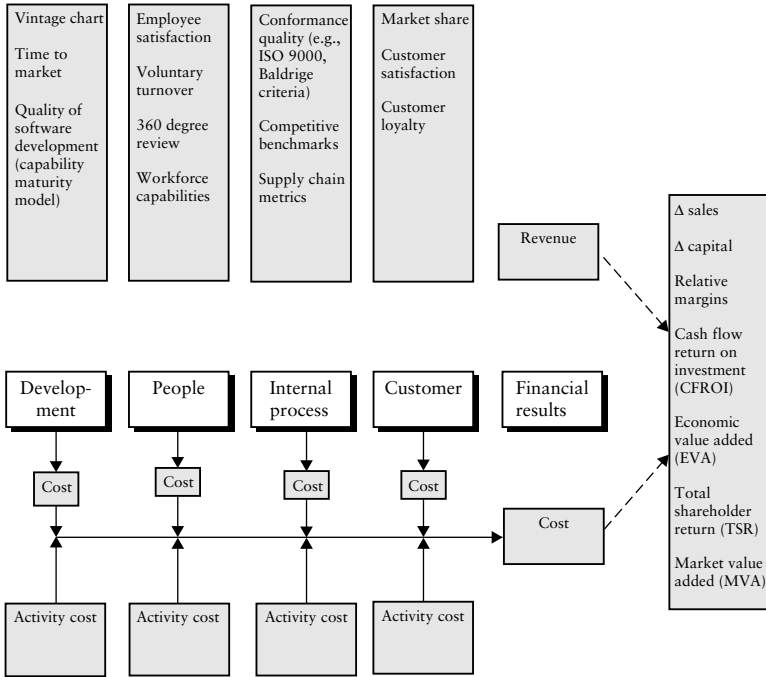 Vintage chart
Time to
market
Quality of
software
development
(capability
maturity
model)
Employee
satisfaction
Voluntary
turnover
360 degree
review
Workforce
capabilities
Conformance
quality (e.g.,
ISO 9000,
Baldrige
criteria)
Competitive
benchmarks
Supply chain
metrics
Market share
Customer
satisfaction
Customer
loyalty
Revenue
Δ sales
Δ capital
Relative
margins
Cash flow
return on
investment
(CFROI)
Economic
value added
(EVA)
Total
shareholder
return (TSR)
Market value
added (MVA)
Develop-
ment
People
Internal
process
Customer
Financial
results
Cost
Cost
Cost
Cost
Cost
Activity cost
Activity cost
Activity cost
Activity cost